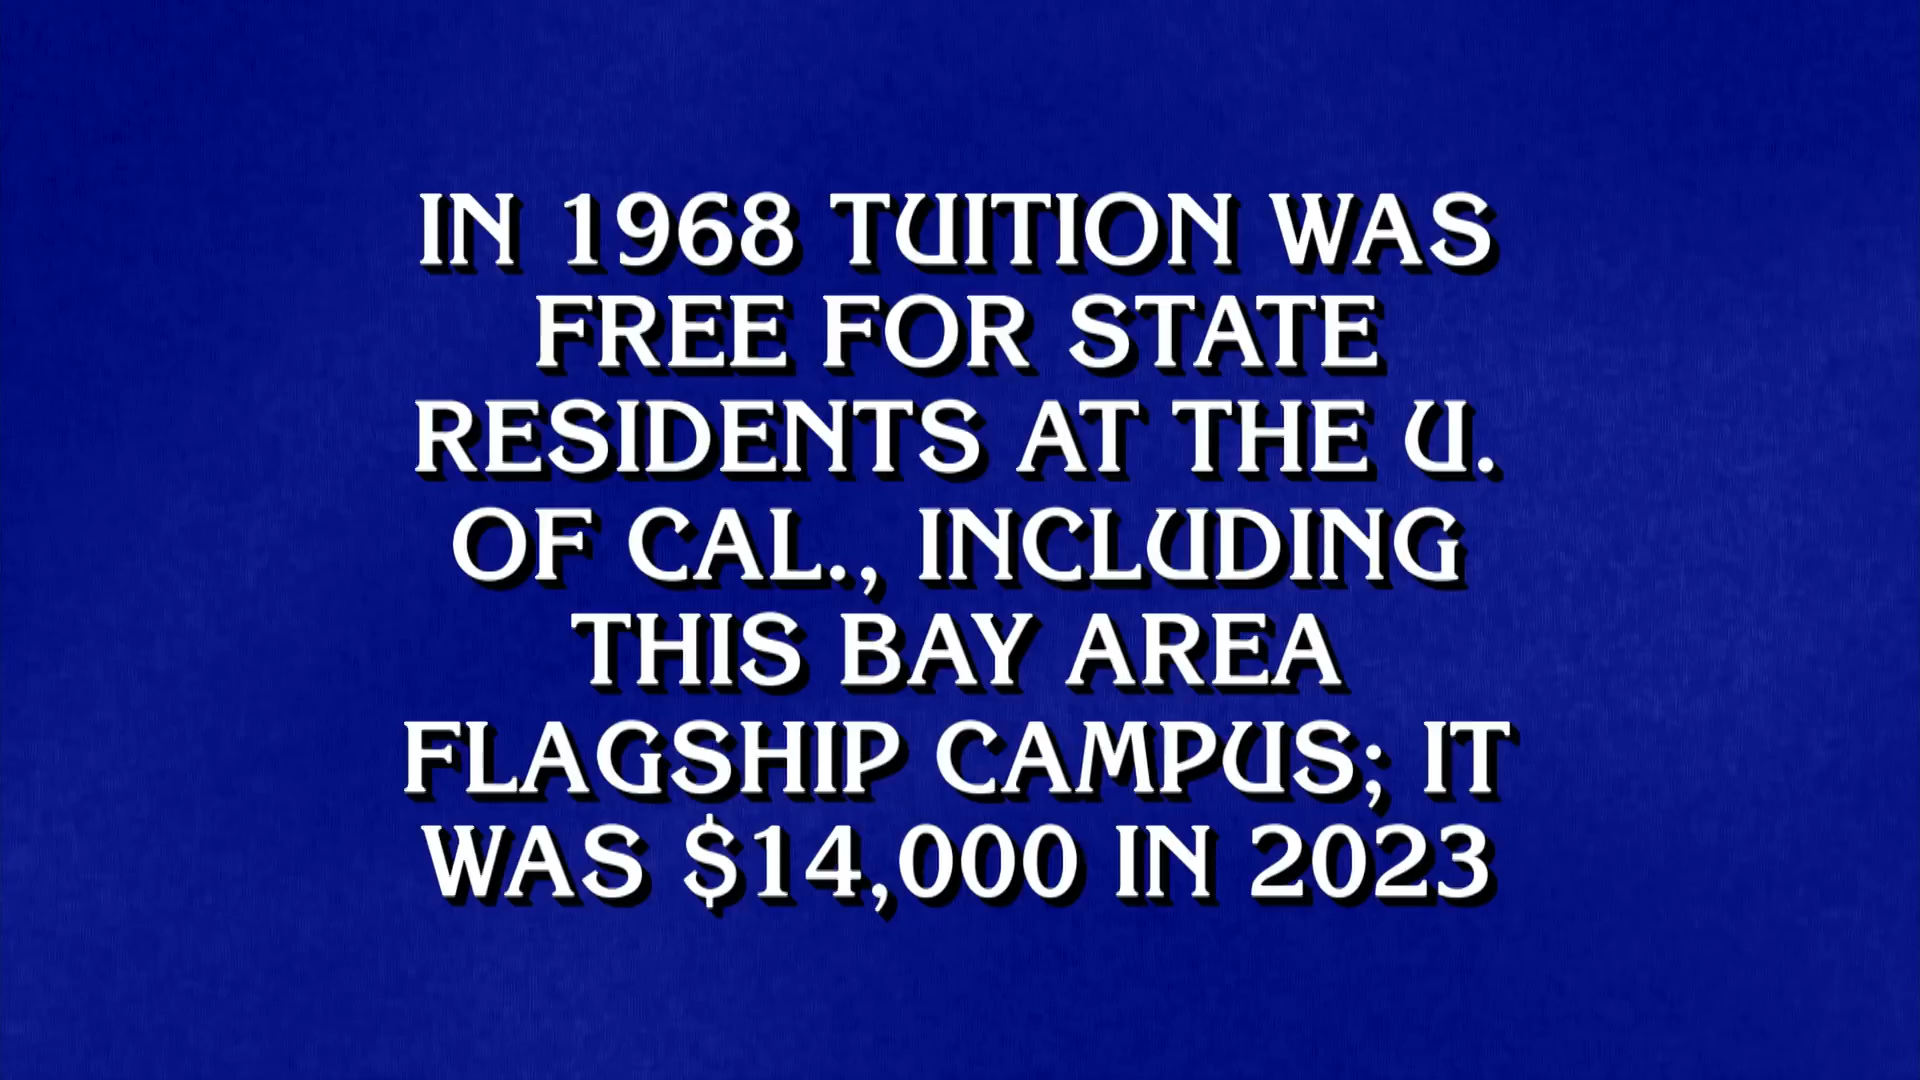 IN 1968 TUITION WAS
FREE FOR STATE
RESIDENTS AT THE U.
OF CAL., INCLUDING
THIS BAY AREA
FLAGSHIP CAMPUS; IT
WAS $14,000 IN 2023